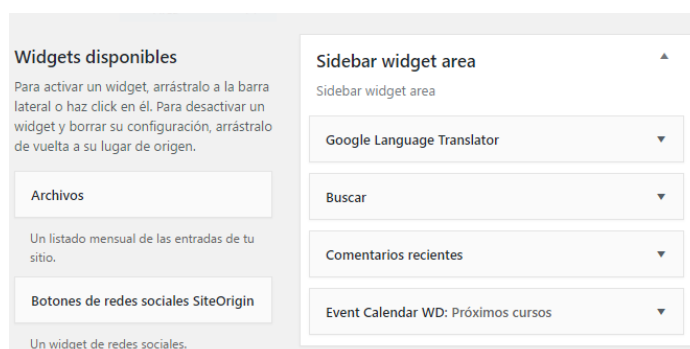 Widgets disponibles
Para activar un widget, arrástralo a la barra
lateral o haz click en él. Para desactivar un
widget y borrar su configuración, arrástralo
de vuelta a su lugar de origen.
Archivos
Un listado mensual de las entradas de tu
sitio.
Botones de redes sociales SiteOrigin
Un widget de redes sociales.
Sidebar widget area
Sidebar widget area
Google Language Translator
Buscar
Comentarios recientes
Event Calendar WD: Próximos cursos